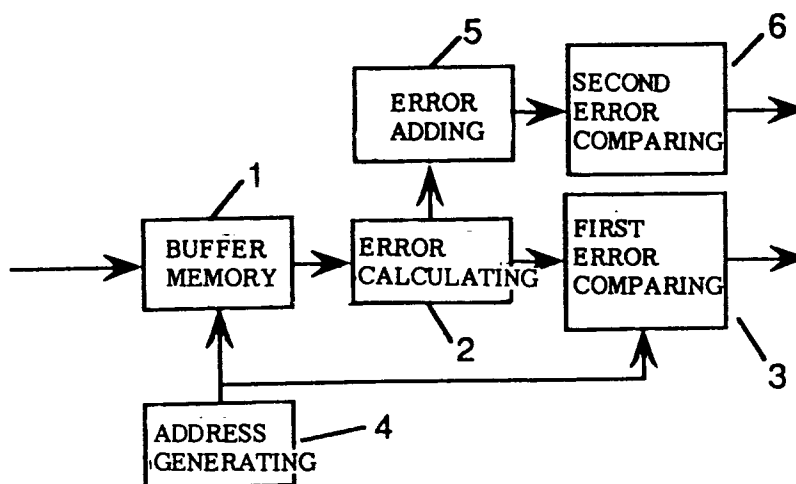 5
6
ERROR
ADDING
SECOND
ERROR
COMPARING
1
BUFFER
MEMORY
ERROR
CALCULATING
FIRST
ERROR
COMPARING
2
3
ADDRESS
GENERATING
4